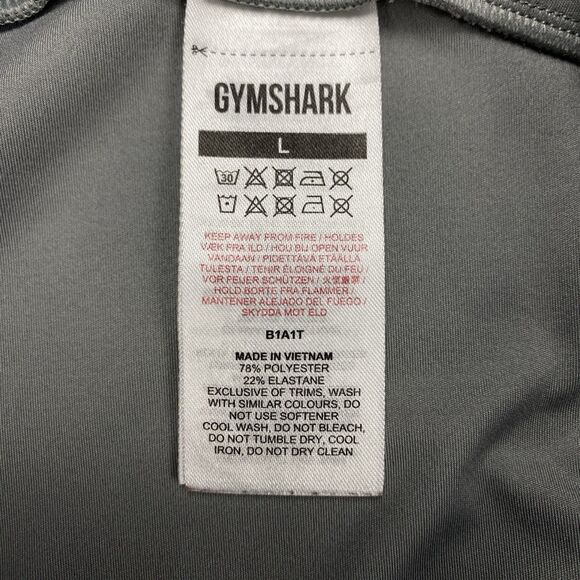 GYMSHARK
L
30
KEEP AWAY FROM FIRE / HOLDES
VÆK FRA ILD / HOU BIJ OPEN VUUR
VANDAAN / PIDETTÄVÄ ETÄÄLLÄ
TULESTA / TENIR ÉLOIGNÉ DU FEU /
VOR FEUER SCHÜTZEN / 火気厳禁 /
HOLD BORTE FRA FLAMMER /
MANTENER ALEJADO DEL FUEGO /
SKYDDA MOT ELD
B1A1T
MADE IN VIETNAM
78% POLYESTER
22% ELASTANE
EXCLUSIVE OF TRIMS, WASH
WITH SIMILAR COLOURS, DO
NOT USE SOFTENER
COOL WASH, DO NOT BLEACH,
DO NOT TUMBLE DRY, COOL
IRON, DO NOT DRY CLEAN